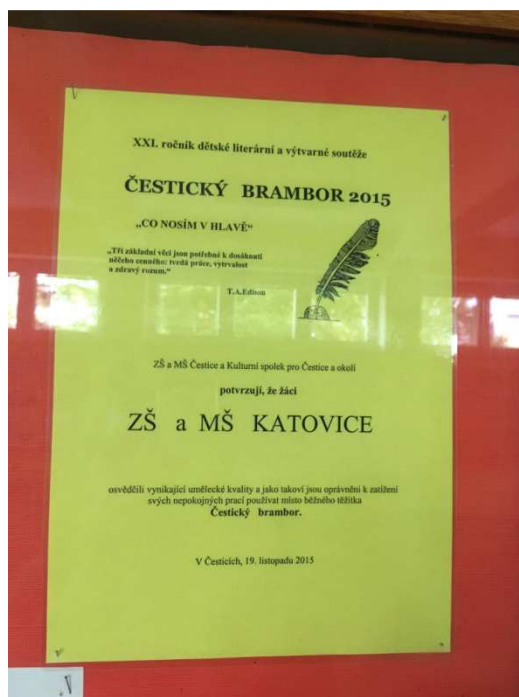 XXI. ročník dětské literární a výtvarné soutěže
ČESTICKÝ BRAMBOR 2015
„CO NOSÍM V HLAVĚ“
„Tři základní věci jsou potřebné k dosáknutí
něčeho cenného: tvrdá práce, vytrvalost
a zdravý rozum.“
T.A.Edison
ZŠ a MŠ Čestice a Kulturní spolek pro Čestice a okolí
potvrzují, že žáci
ZŠ a MŠ KATOVICE
osvědčili vynikající umělecké kvality a jako takoví jsou oprávněni k zatížení
svých nepokojných prací používat místo běžného těžítka
Čestický brambor.
V Česticích, 19. listopadu 2015